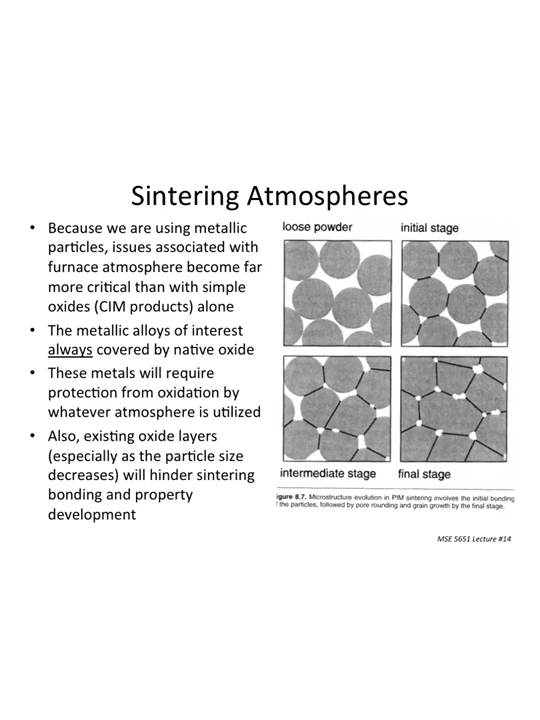 Sintering Atmospheres
• Because we are using metallic
particles, issues associated with
furnace atmosphere become far
more critical than with simple
oxides (CIM products) alone
• The metallic alloys of interest
always covered by native oxide
• These metals will require
protection from oxidation by
whatever atmosphere is utilized
• Also, existing oxide layers
(especially as the particle size
decreases) will hinder sintering
bonding and property
development
loose powder
initial stage
intermediate stage
final stage
igure 8.7. Microstructure evolution in PIM sintering involves the initial bonding
f the particles, followed by pore rounding and grain growth by the final stage.
MSE 5651 Lecture #14